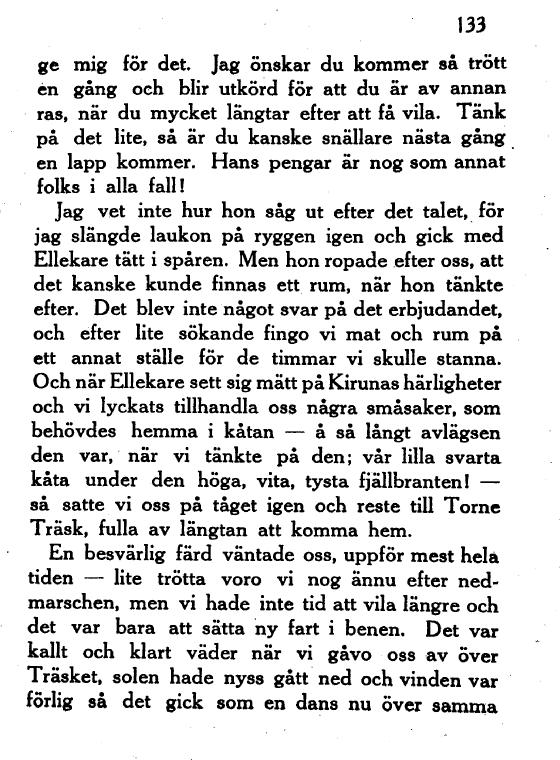 133
ge mig för det. Jag önskar du kommer så trött
en gång och blir utkörd för att du är av annan
ras, när du mycket längtar efter att få vila. Tänk
på det lite, så är du kanske snällare nästa gång
en lapp kommer. Hans pengar är nog som annat
folks i alla fall!
Jag vet inte hur hon såg ut efter det talet, för
jag slängde laukon på ryggen igen och gick med
Ellekare tätt i spåren. Men hon ropade efter oss, att
det kanske kunde finnas ett rum, när hon tänkte
efter. Det blev inte något svar på det erbjudandet,
och efter lite sökande fingo vi mat och rum på
ett annat ställe för de timmar vi skulle stanna.
Och när Ellekare sett sig mätt på Kirunas härligheter
och vi lyckats tillhandla oss några småsaker, som
behövdes hemma i kåtan — å så långt avlägsen
den var, när vi tänkte på den; vår lilla svarta
kåta under den höga, vita, tysta fjällbranten! —
så satte vi oss på tåget igen och reste till Torne
Träsk, fulla av längtan att komma hem.
En besvärlig färd väntade oss, uppför mest hela
tiden — lite trötta voro vi nog ännu efter ned-
marschen, men vi hade inte tid att vila längre och
det var bara att sätta ny fart i benen. Det var
kallt och klart väder när vi gåvo oss av över
Träsket, solen hade nyss gått ned och vinden var
förlig så det gick som en dans nu över samma